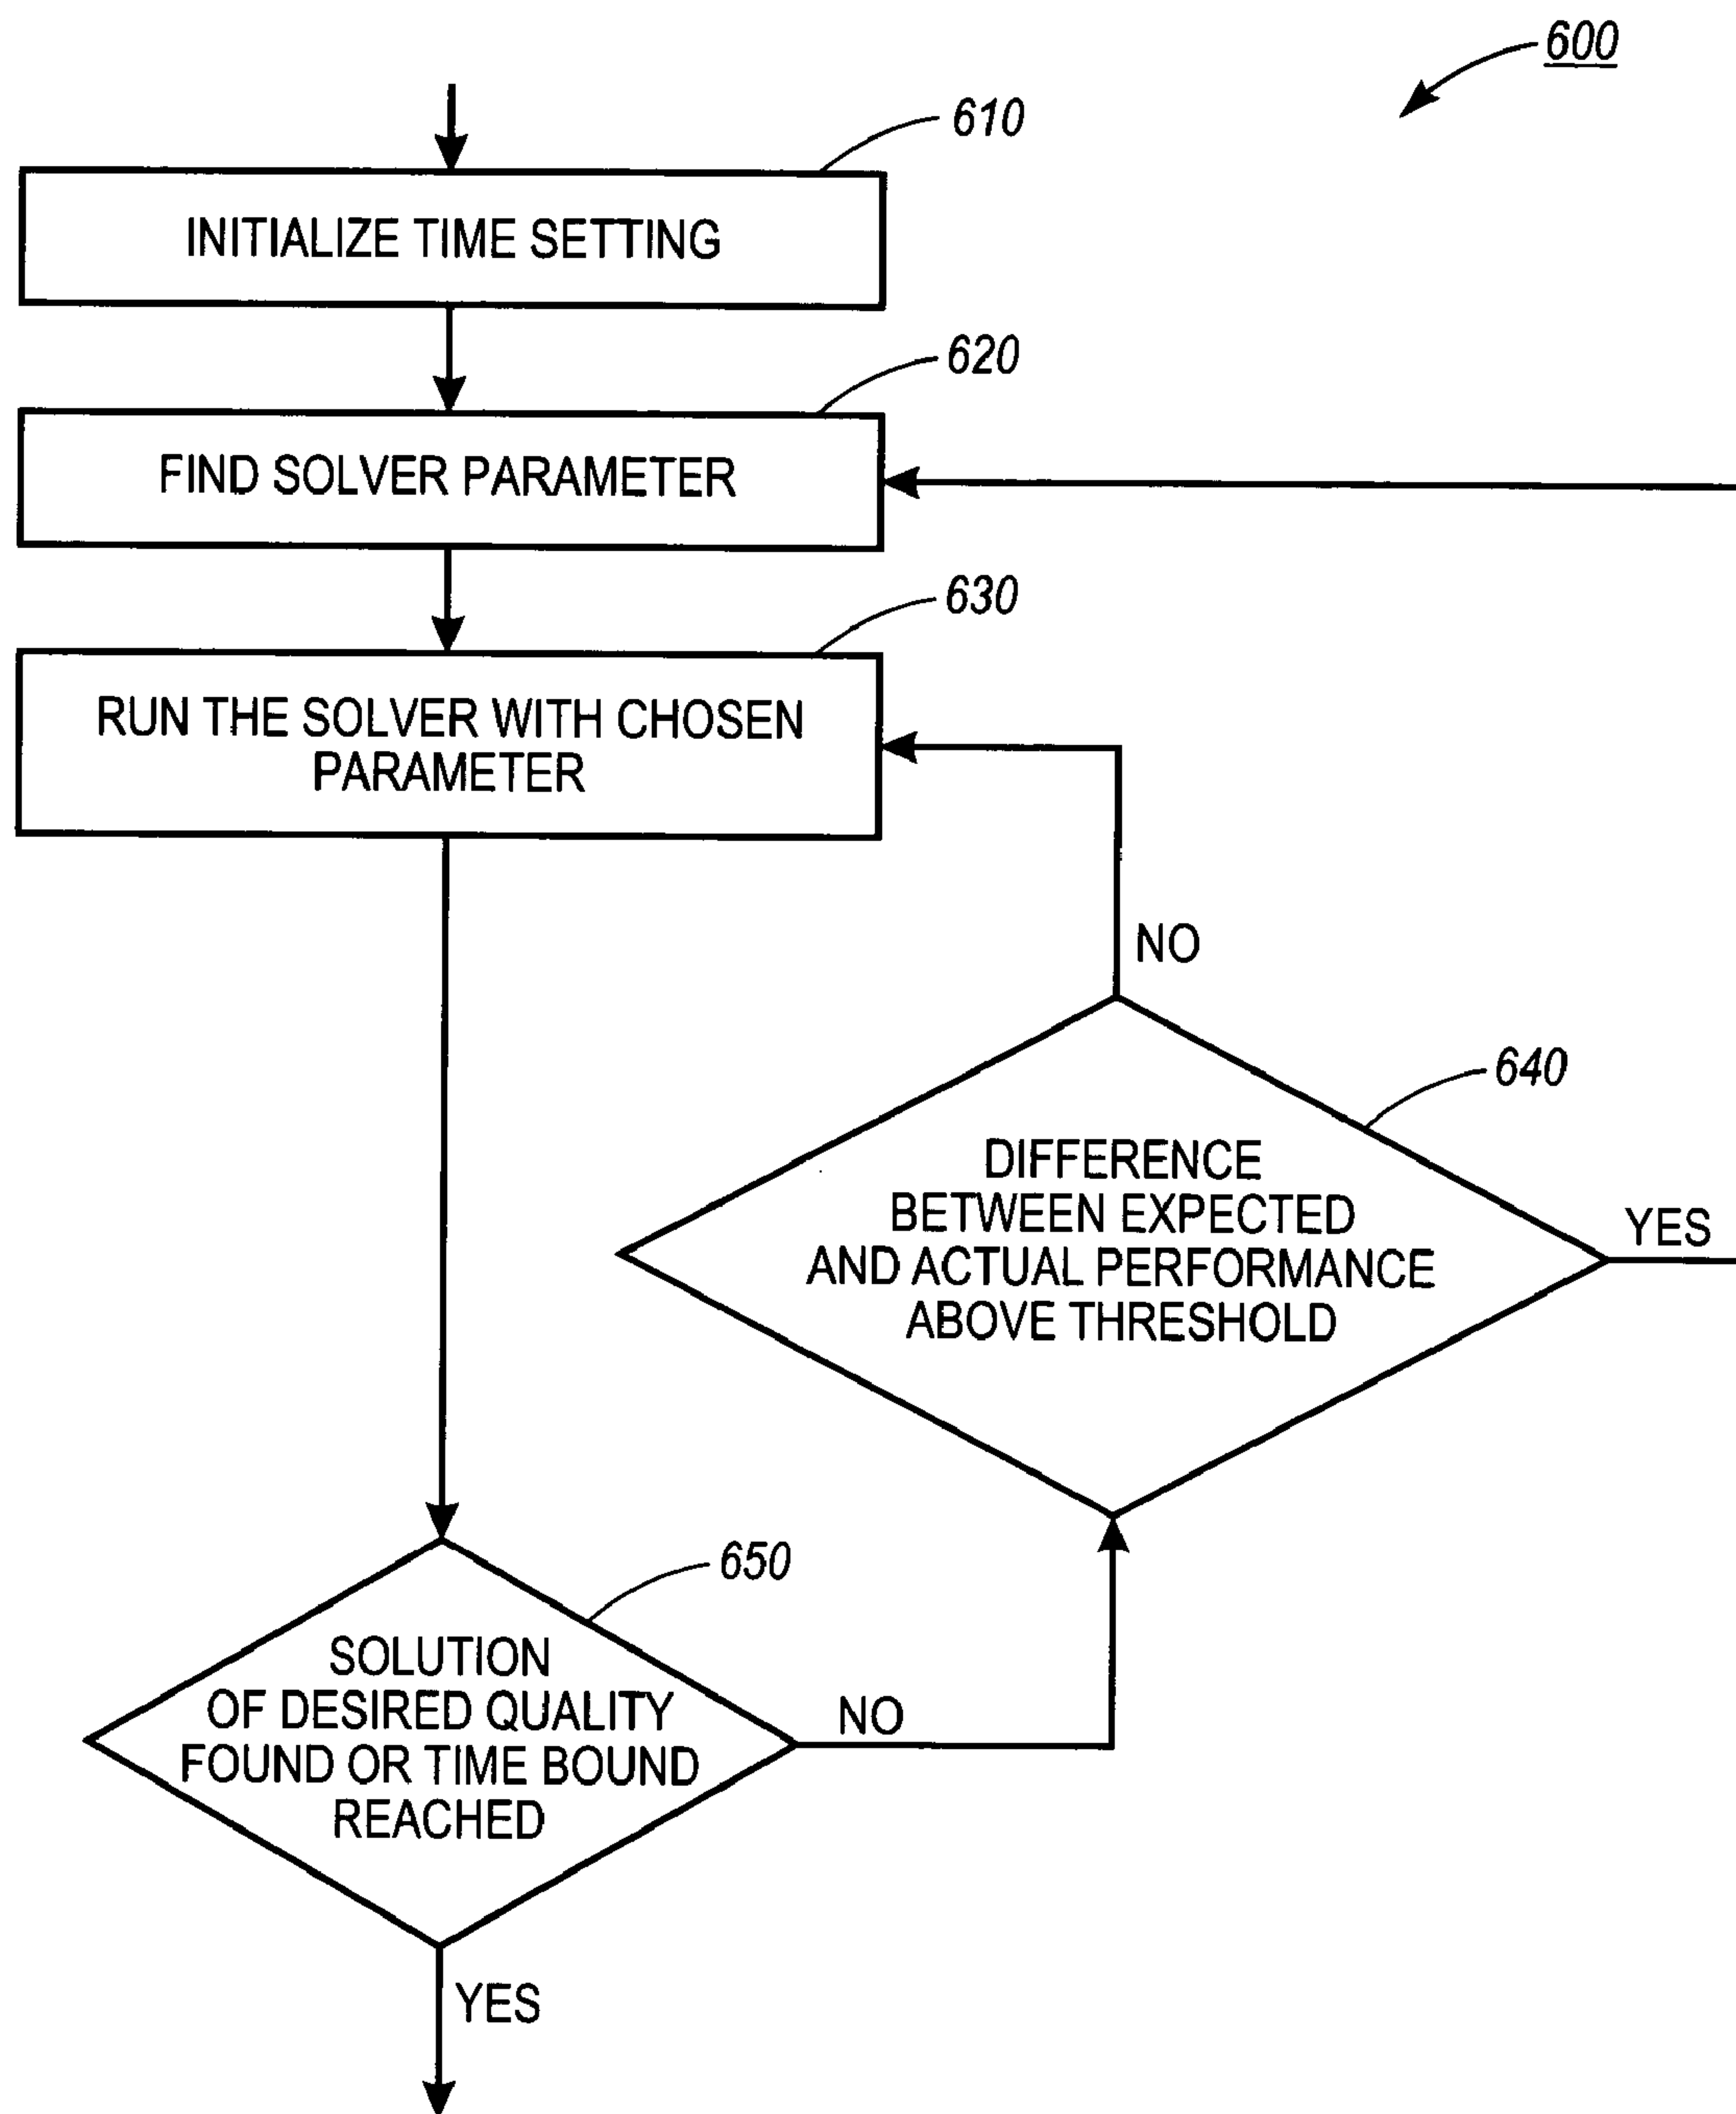 600
610
INITIALIZE TIME SETTING
620
FIND SOLVER PARAMETER
630
RUN THE SOLVER WITH CHOSEN
PARAMETER
NO
640
DIFFERENCE
BETWEEN EXPECTED
AND ACTUAL PERFORMANCE
ABOVE THRESHOLD
YES
650
SOLUTION
OF DESIRED QUALITY
FOUND OR TIME BOUND
REACHED
NO
YES